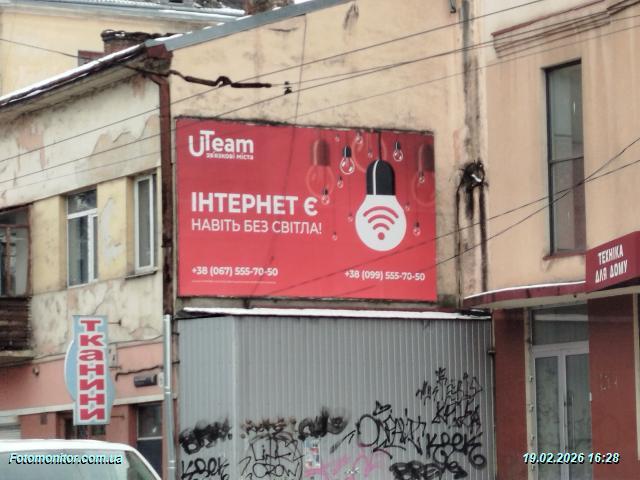 UTeam
ЗВ'ЯЗКОВІ МІСТА
ІНТЕРНЕТ Є
НАВІТЬ БЕЗ СВІТЛА!
+38 (067) 555-70-50
+38 (099) 555-70-50
ТЕХНІКА
ДЛЯ ДОМУ
ТКАНИНИ
Fotomonitor.com.ua
19.02.2026 16:28